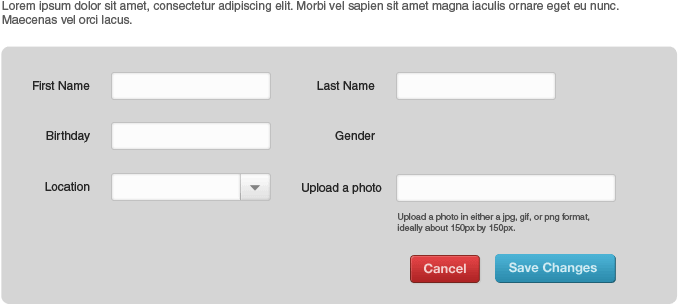 Lorem ipsum dolor sit amet, consectetur adipiscing elit. Morbi vel sapien sit amet magna iaculis ornare eget eu nunc.
Maecenas vel orci lacus.
First Name
Last Name
Birthday
Gender
Location
Upload a photo
Upload a photo in either a jpg, gif, or png format,
ideally about 150px by 150px.
Cancel
Save Changes